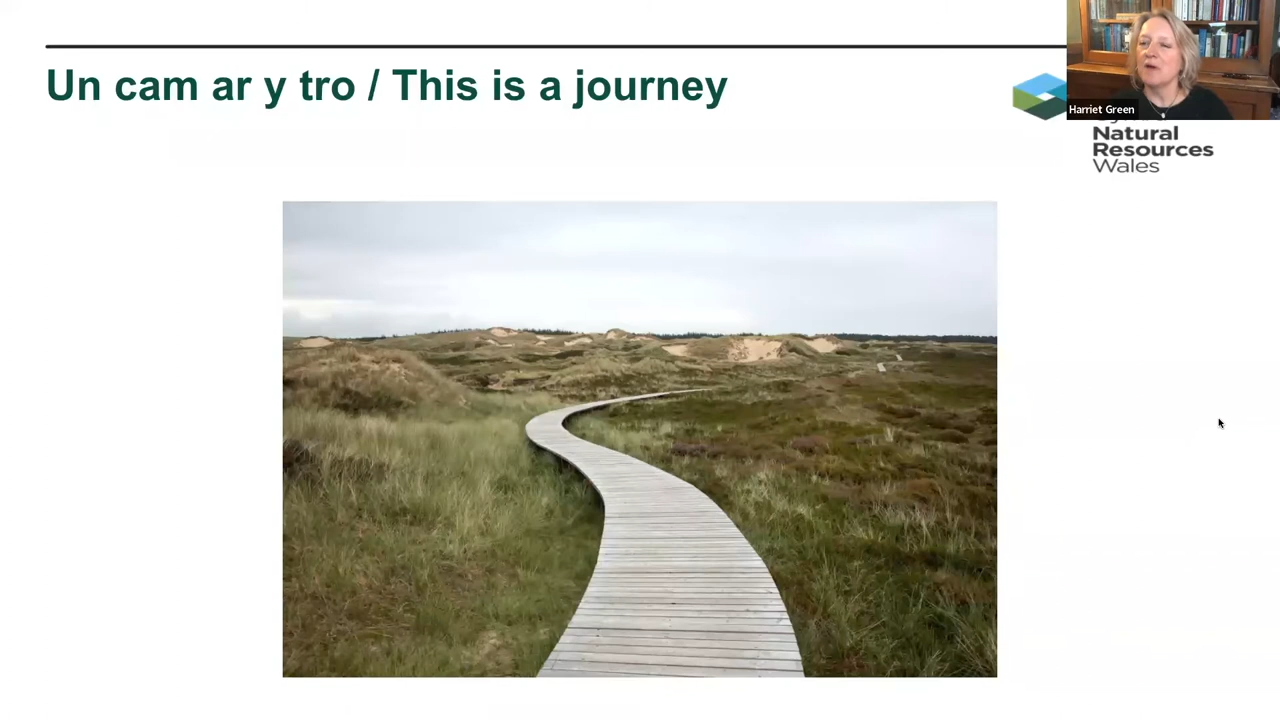 Un cam ar y tro / This is a journey
Harriet Green
Natural
Resources
Wales